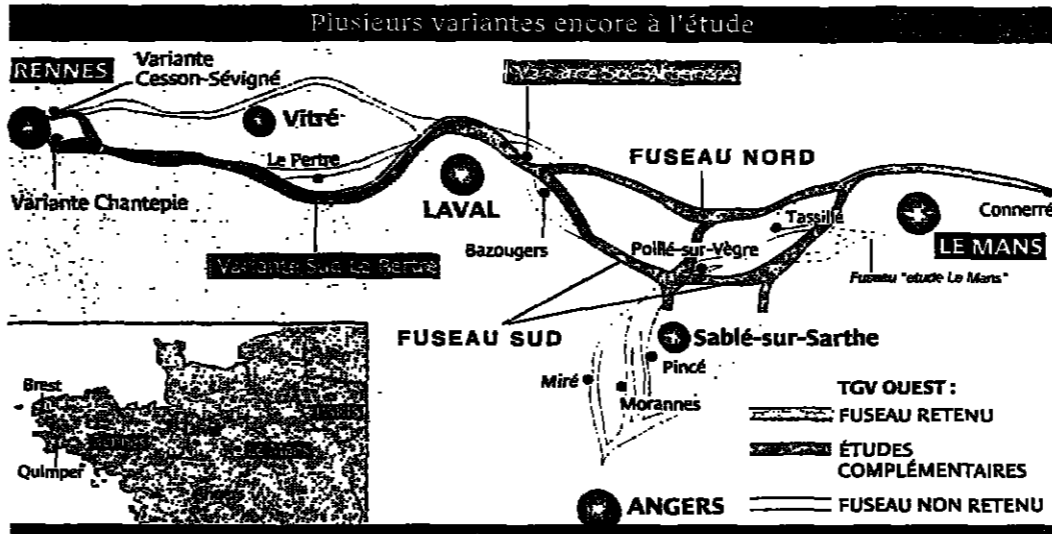 Plusieurs variantes encore à l'étude
RENNES
Variante
Cesson-Sévigné
Vitré
Le Pertre
Variante Chantepie
LAVAL
Variante Sud Le Pertre
Bazougers
FUSEAU NORD
Tassillé
Poillé-sur-Vègre
Connerré
LE MANS
Fuseau "etude Le Mans"
FUSEAU SUD
Sablé-sur-Sarthe
Pincé
Miré
Morannes
ANGERS
Brest
Quimper
TGV OUEST :
FUSEAU RETENU
ÉTUDES
COMPLÉMENTAIRES
FUSEAU NON RETENU